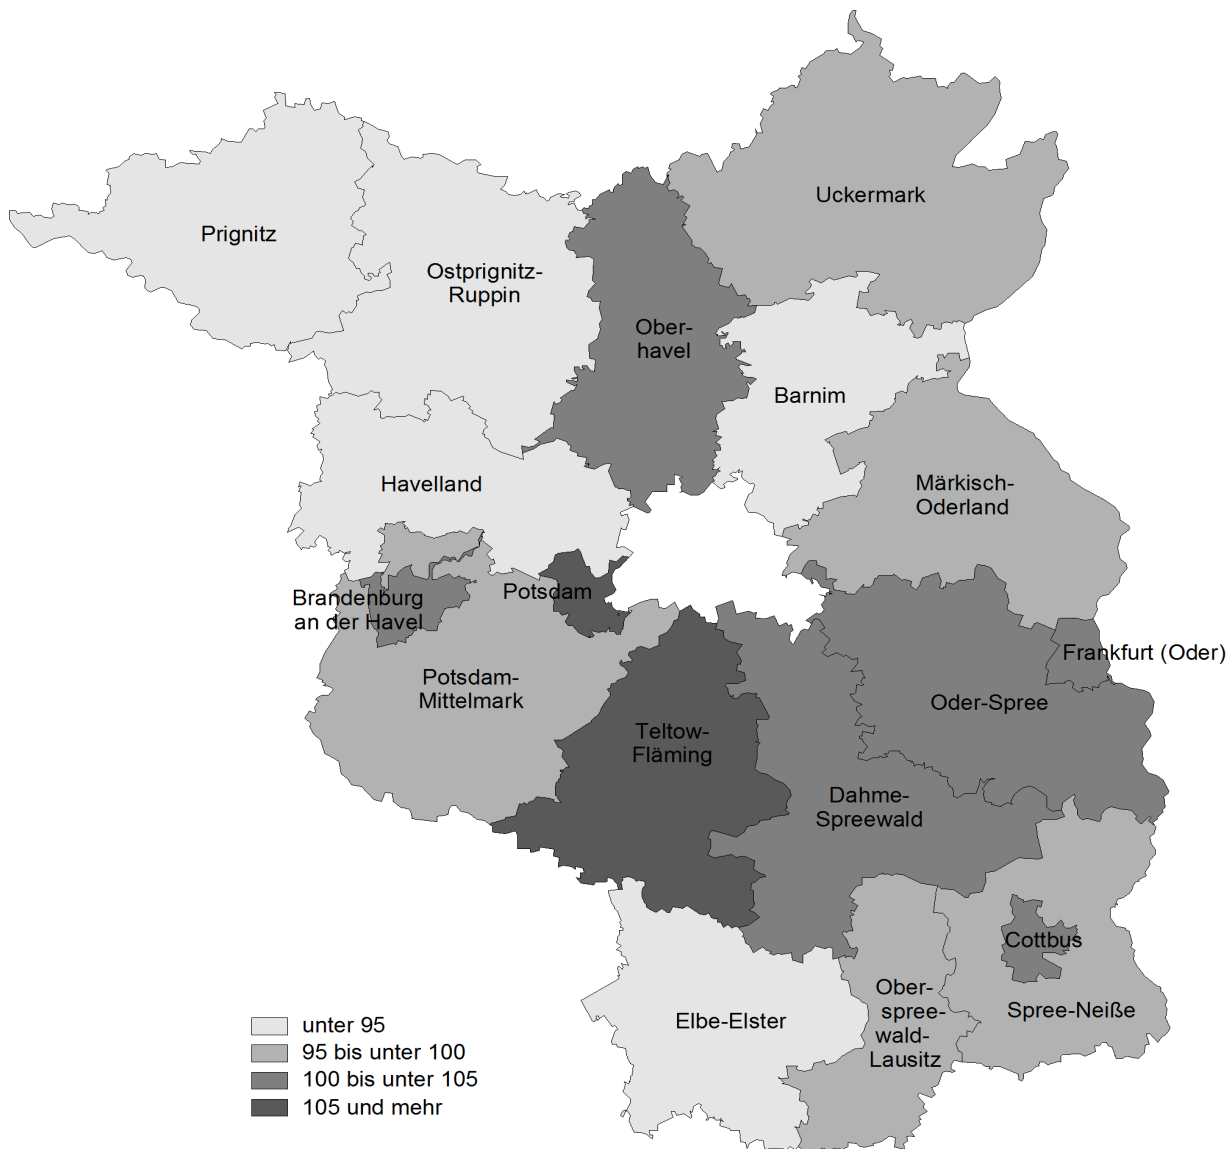 Uckermark
Prignitz
Ostprignitz-
Ruppin
Ober-
havel
Barnim
Havelland
Märkisch-
Oderland
Potsdam
Brandenburg
an der Havel
Frankfurt (Oder)
Potsdam-
Mittelmark
Oder-Spree
Teltow-
Fläming
Dahme-
Spreewald
Cottbus
Ober-
spree-
wald-
Lausitz
Spree-Neiße
Elbe-Elster
unter 95
95 bis unter 100
100 bis unter 105
105 und mehr